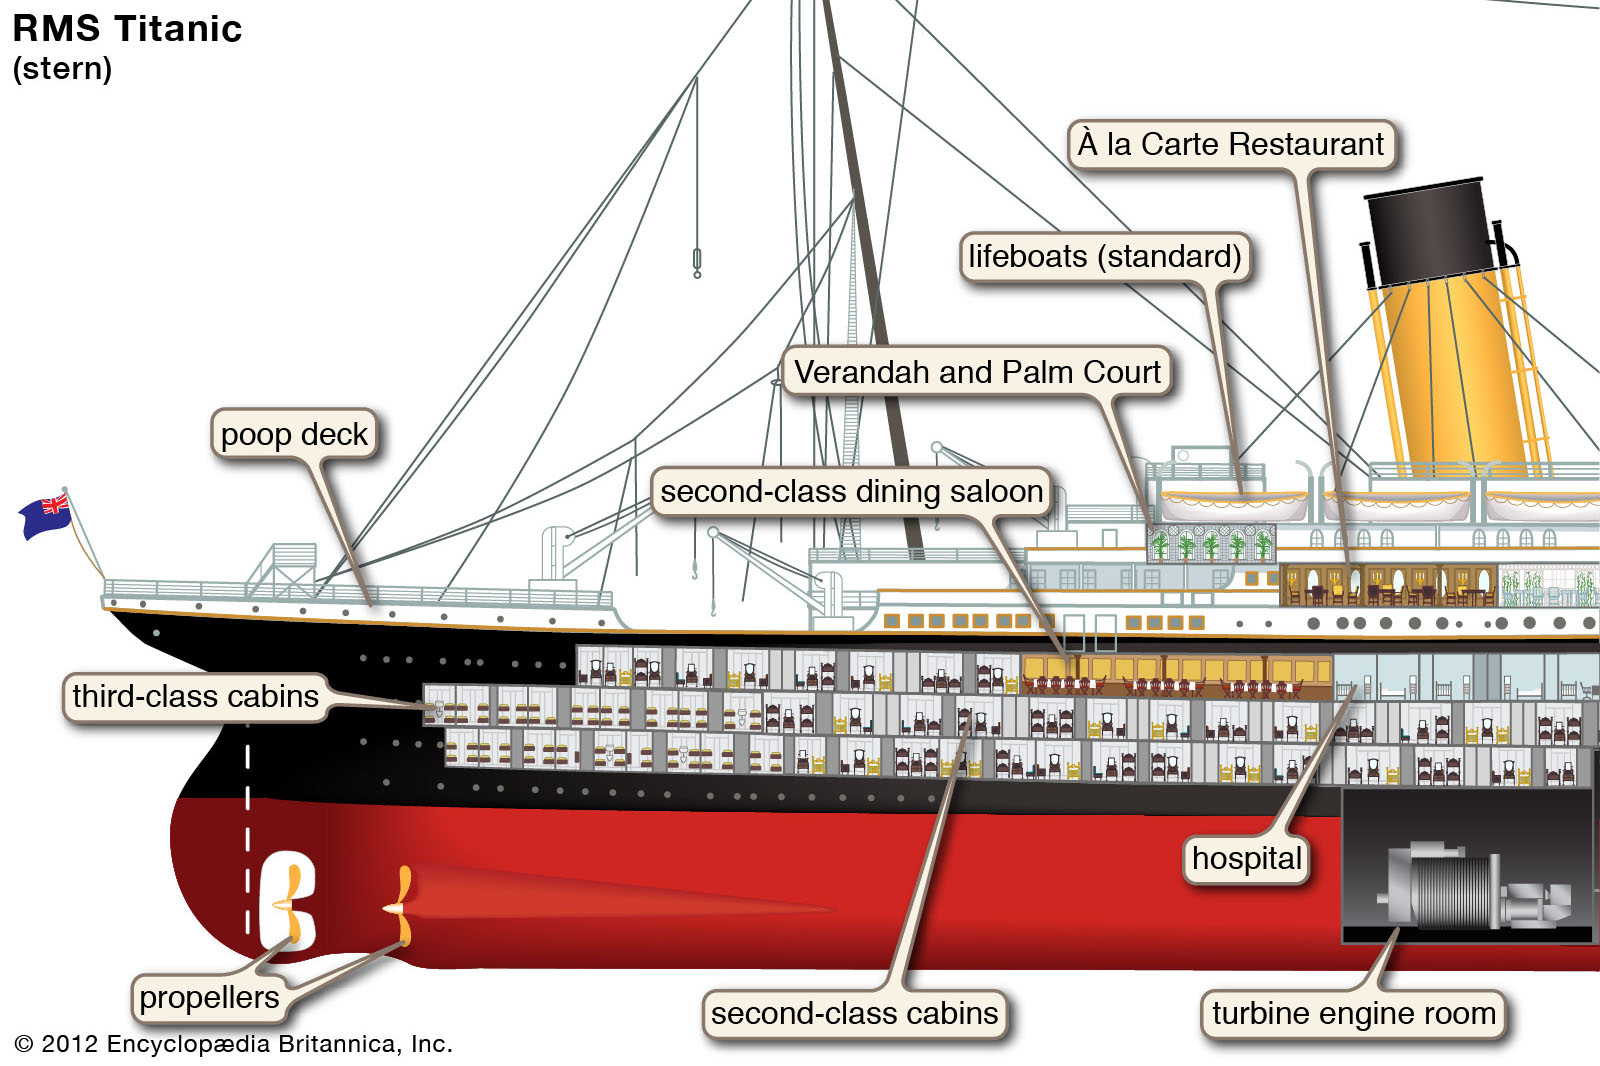 RMS Titanic
(stern)
À la Carte Restaurant
lifeboats (standard)
Verandah and Palm Court
poop deck
second-class dining saloon
third-class cabins
hospital
propellers
second-class cabins
turbine engine room
© 2012 Encyclopædia Britannica, Inc.